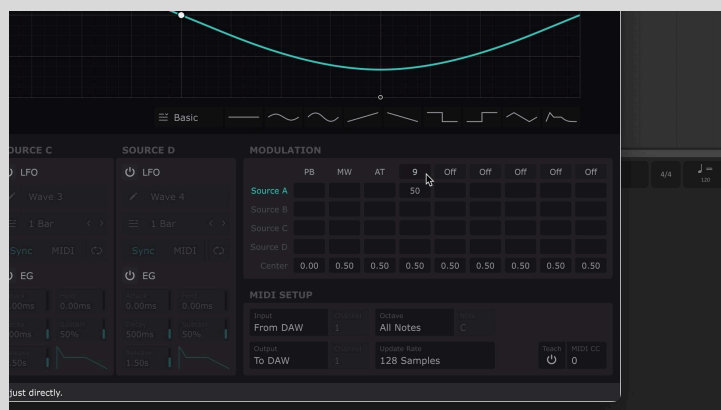 Basic
OURCE C
SOURCE D
MODULATION
LFO
LFO
PB MW AT 9 Off Off Off Off Off
Wave 3
Wave 4
Source A 50
Source B
1 Bar
1 Bar
Source C
Sync MIDI
Sync MIDI
Source D
EG
EG
Center 0.00 0.50 0.50 0.50 0.50 0.50 0.50 0.50 0.50
MIDI SETUP
.00ms 0.00ms
0.00ms 0.00ms
Input Channel Octave
From DAW 1 All Notes C
00ms 50%
500ms 50%
Output Channel Update Rate Teach MIDI CC
To DAW 1 128 Samples 0
.50s
1.50s
just directly.
4/4
120